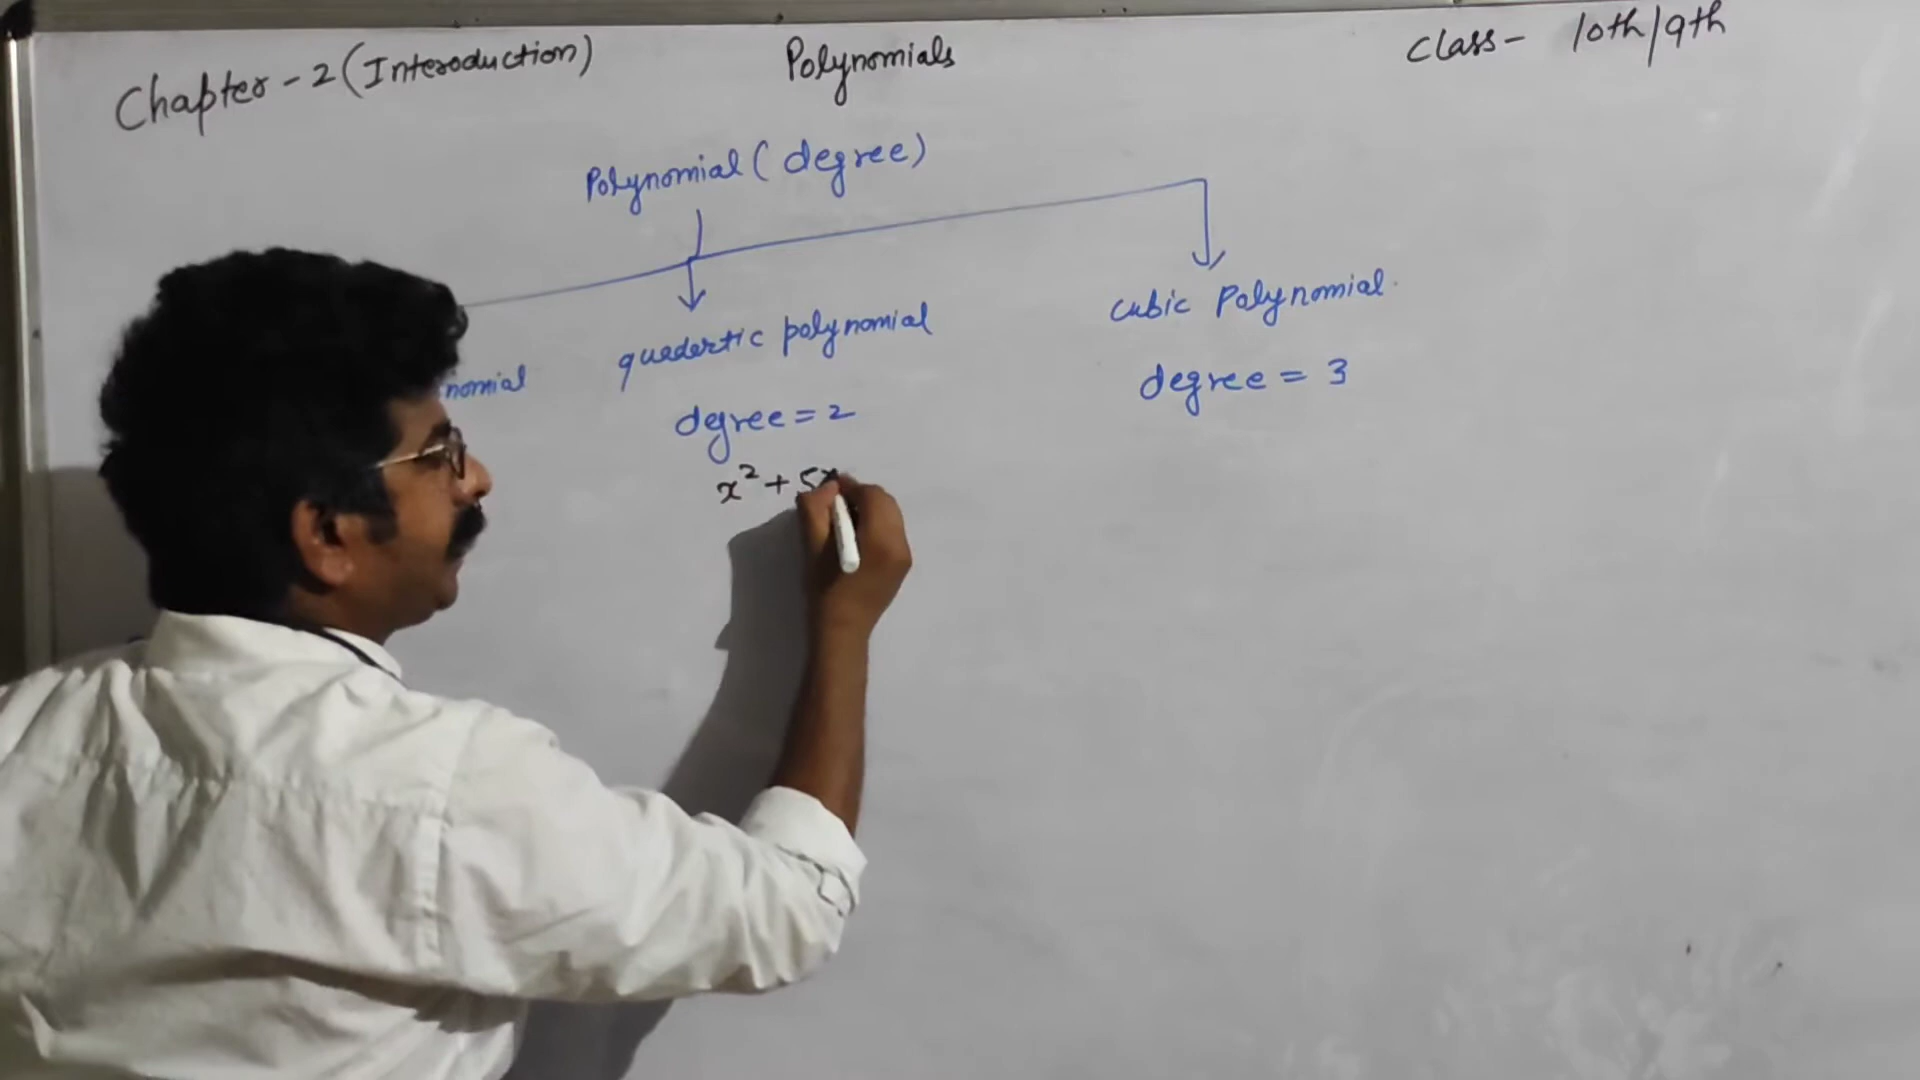 Chapter - 2 (Interoduction)
Polynomials
Class - 10th/9th
Polynomial ( degree)
quadertic polynomial
cubic Polynomial.
nomial
degree = 2
degree = 3
x² + 5x